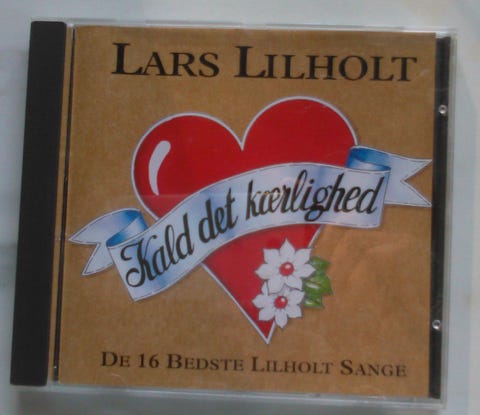 LARS LILHOLT
Kald det kærlighed
DE 16 BEDSTE LILHOLT SANGE